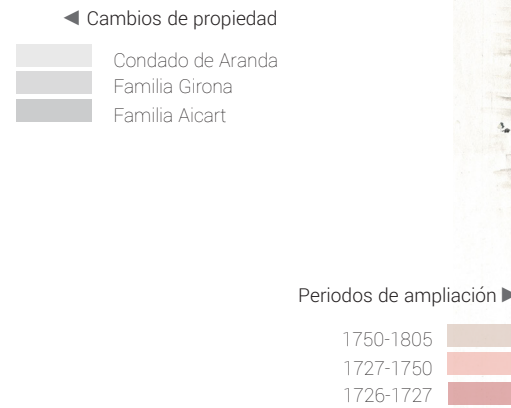 ◀ Cambios de propiedad
Condado de Aranda
Familia Girona
Familia Aicart
Periodos de ampliación ▶
1750-1805
1727-1750
1726-1727